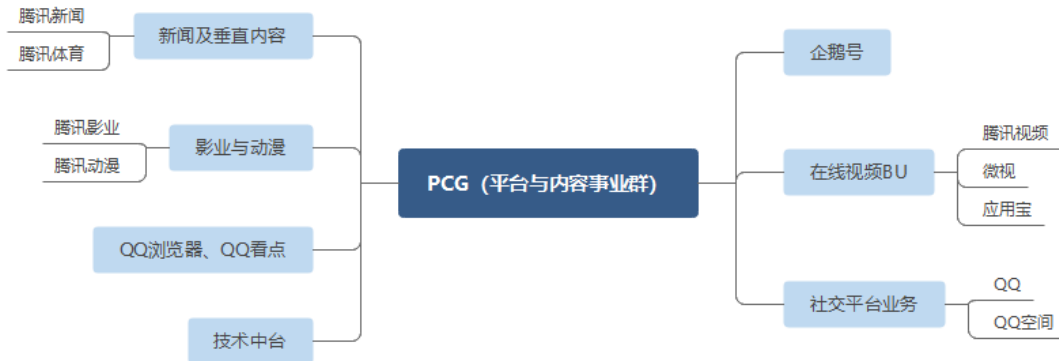 腾讯新闻
腾讯体育
新闻及垂直内容
腾讯影业
腾讯动漫
影业与动漫
QQ浏览器、QQ看点
技术中台
PCG（平台与内容事业群）
企鹅号
在线视频BU
腾讯视频
微视
应用宝
社交平台业务
QQ
QQ空间